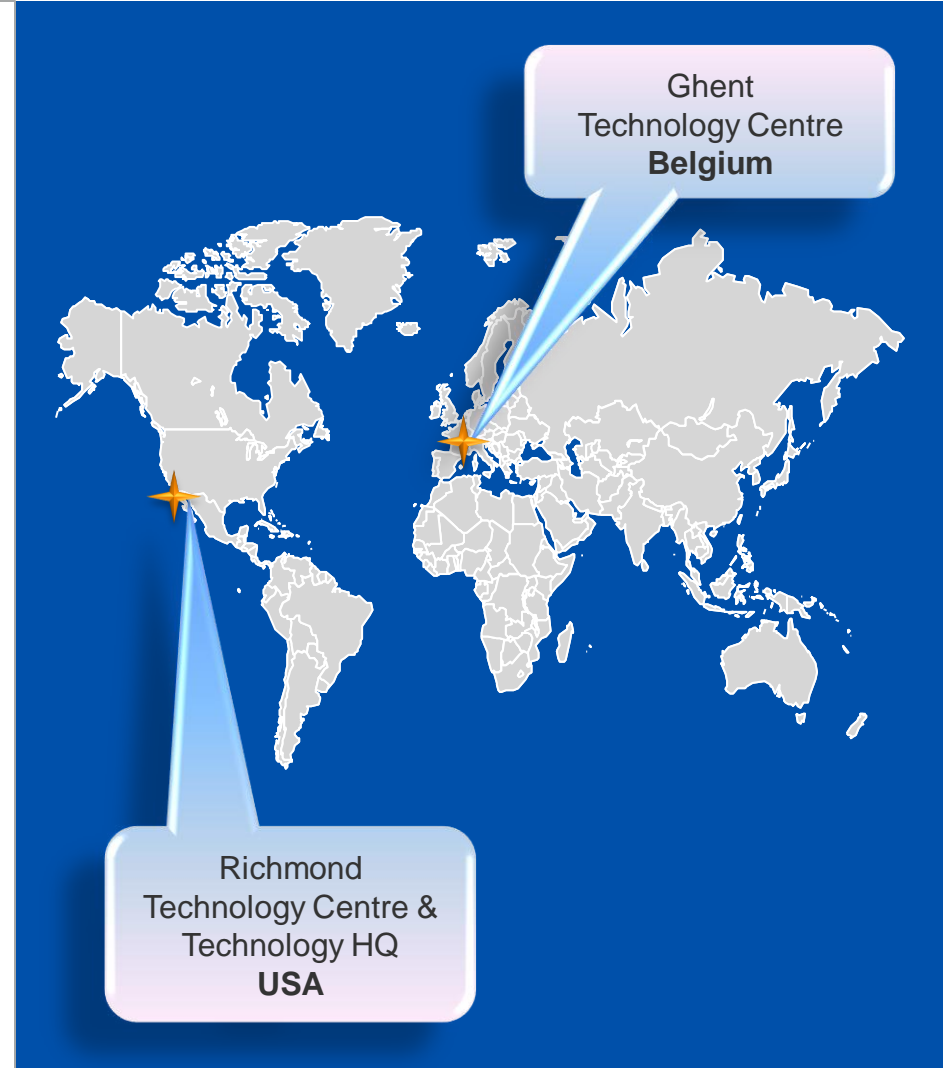 Ghent
Technology Centre
Belgium
Richmond
Technology Centre &
Technology HQ
USA